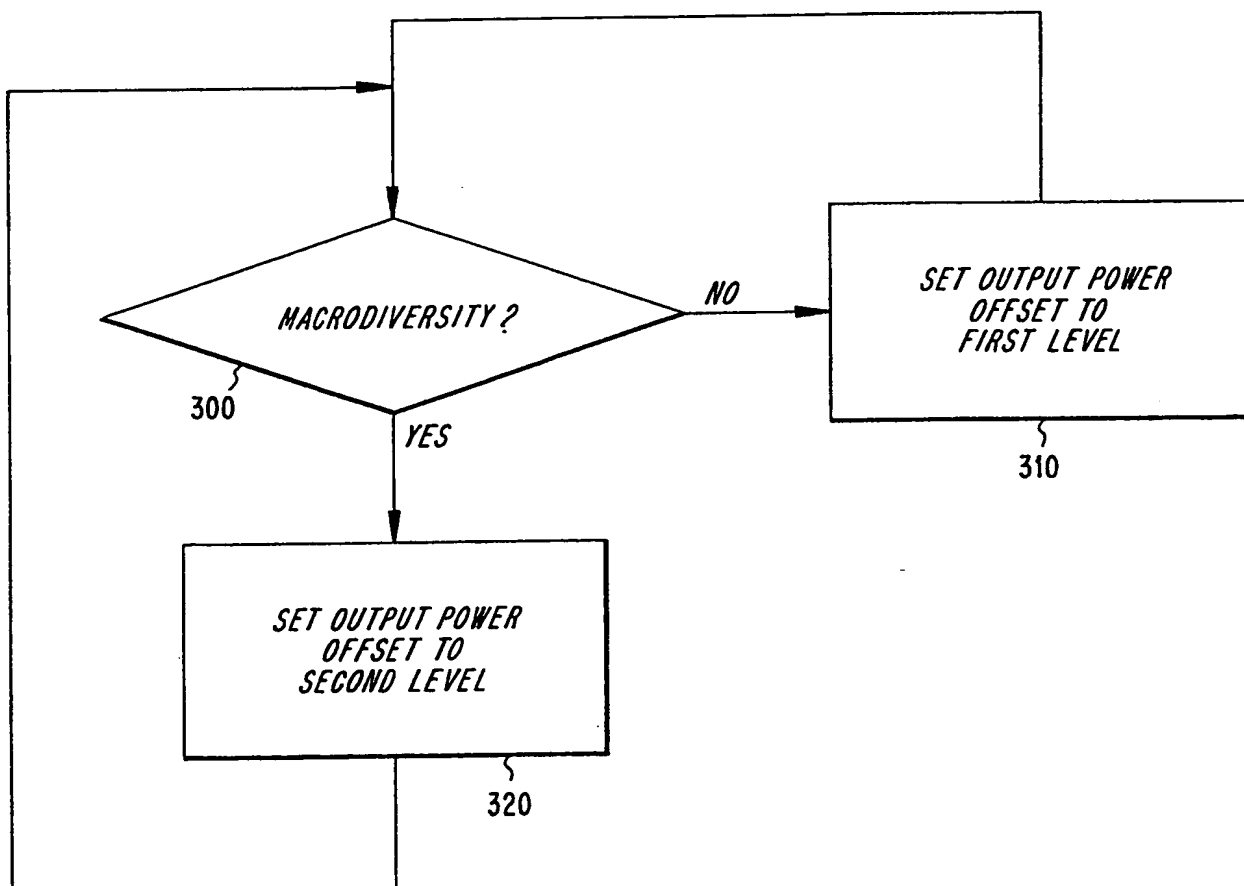 MACRODIVERSITY?
300
NO
YES
SET OUTPUT POWER
OFFSET TO
FIRST LEVEL
310
SET OUTPUT POWER
OFFSET TO
SECOND LEVEL
320